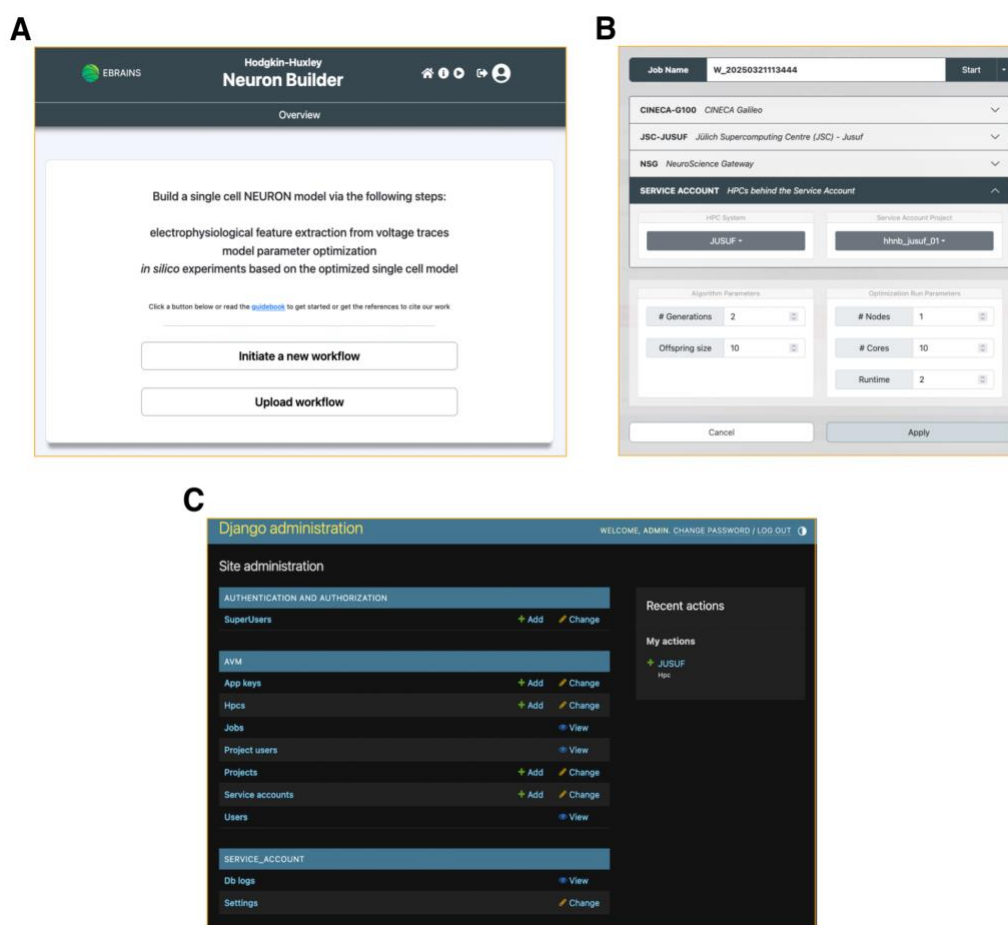 A
EBRAINS
Hodgkin-Huxley
Neuron Builder
Overview
Build a single cell NEURON model via the following steps:
electrophysiological feature extraction from voltage traces
model parameter optimization
in silico experiments based on the optimized single cell model
Click a button below or read the guidebook to get started or get the references to cite our work
Initiate a new workflow
Upload workflow
B
Job Name W_20250321113444 Start
CINECA-G100 CINECA Galileo
JSC-JUSUF Jülich Supercomputing Centre (JSC) - Jusuf
NSG NeuroScience Gateway
SERVICE ACCOUNT HPCs behind the Service Account
HPC System Service Account Project
JUSUF hhnb_jusuf_01
Algorithm Parameters Optimization Run Parameters
# Generations 2 # Nodes 1
Offspring size 10 # Cores 10
Runtime 2
Cancel Apply
C
Django administration WELCOME, ADMIN. CHANGE PASSWORD / LOG OUT
Site administration
AUTHENTICATION AND AUTHORIZATION
SuperUsers + Add Change
AVM
App keys + Add Change
Hpcs + Add Change
Jobs View
Project users View
Projects + Add Change
Service accounts + Add Change
Users View
SERVICE_ACCOUNT
Db logs View
Settings Change
Recent actions
My actions
+ JUSUF
Hpc